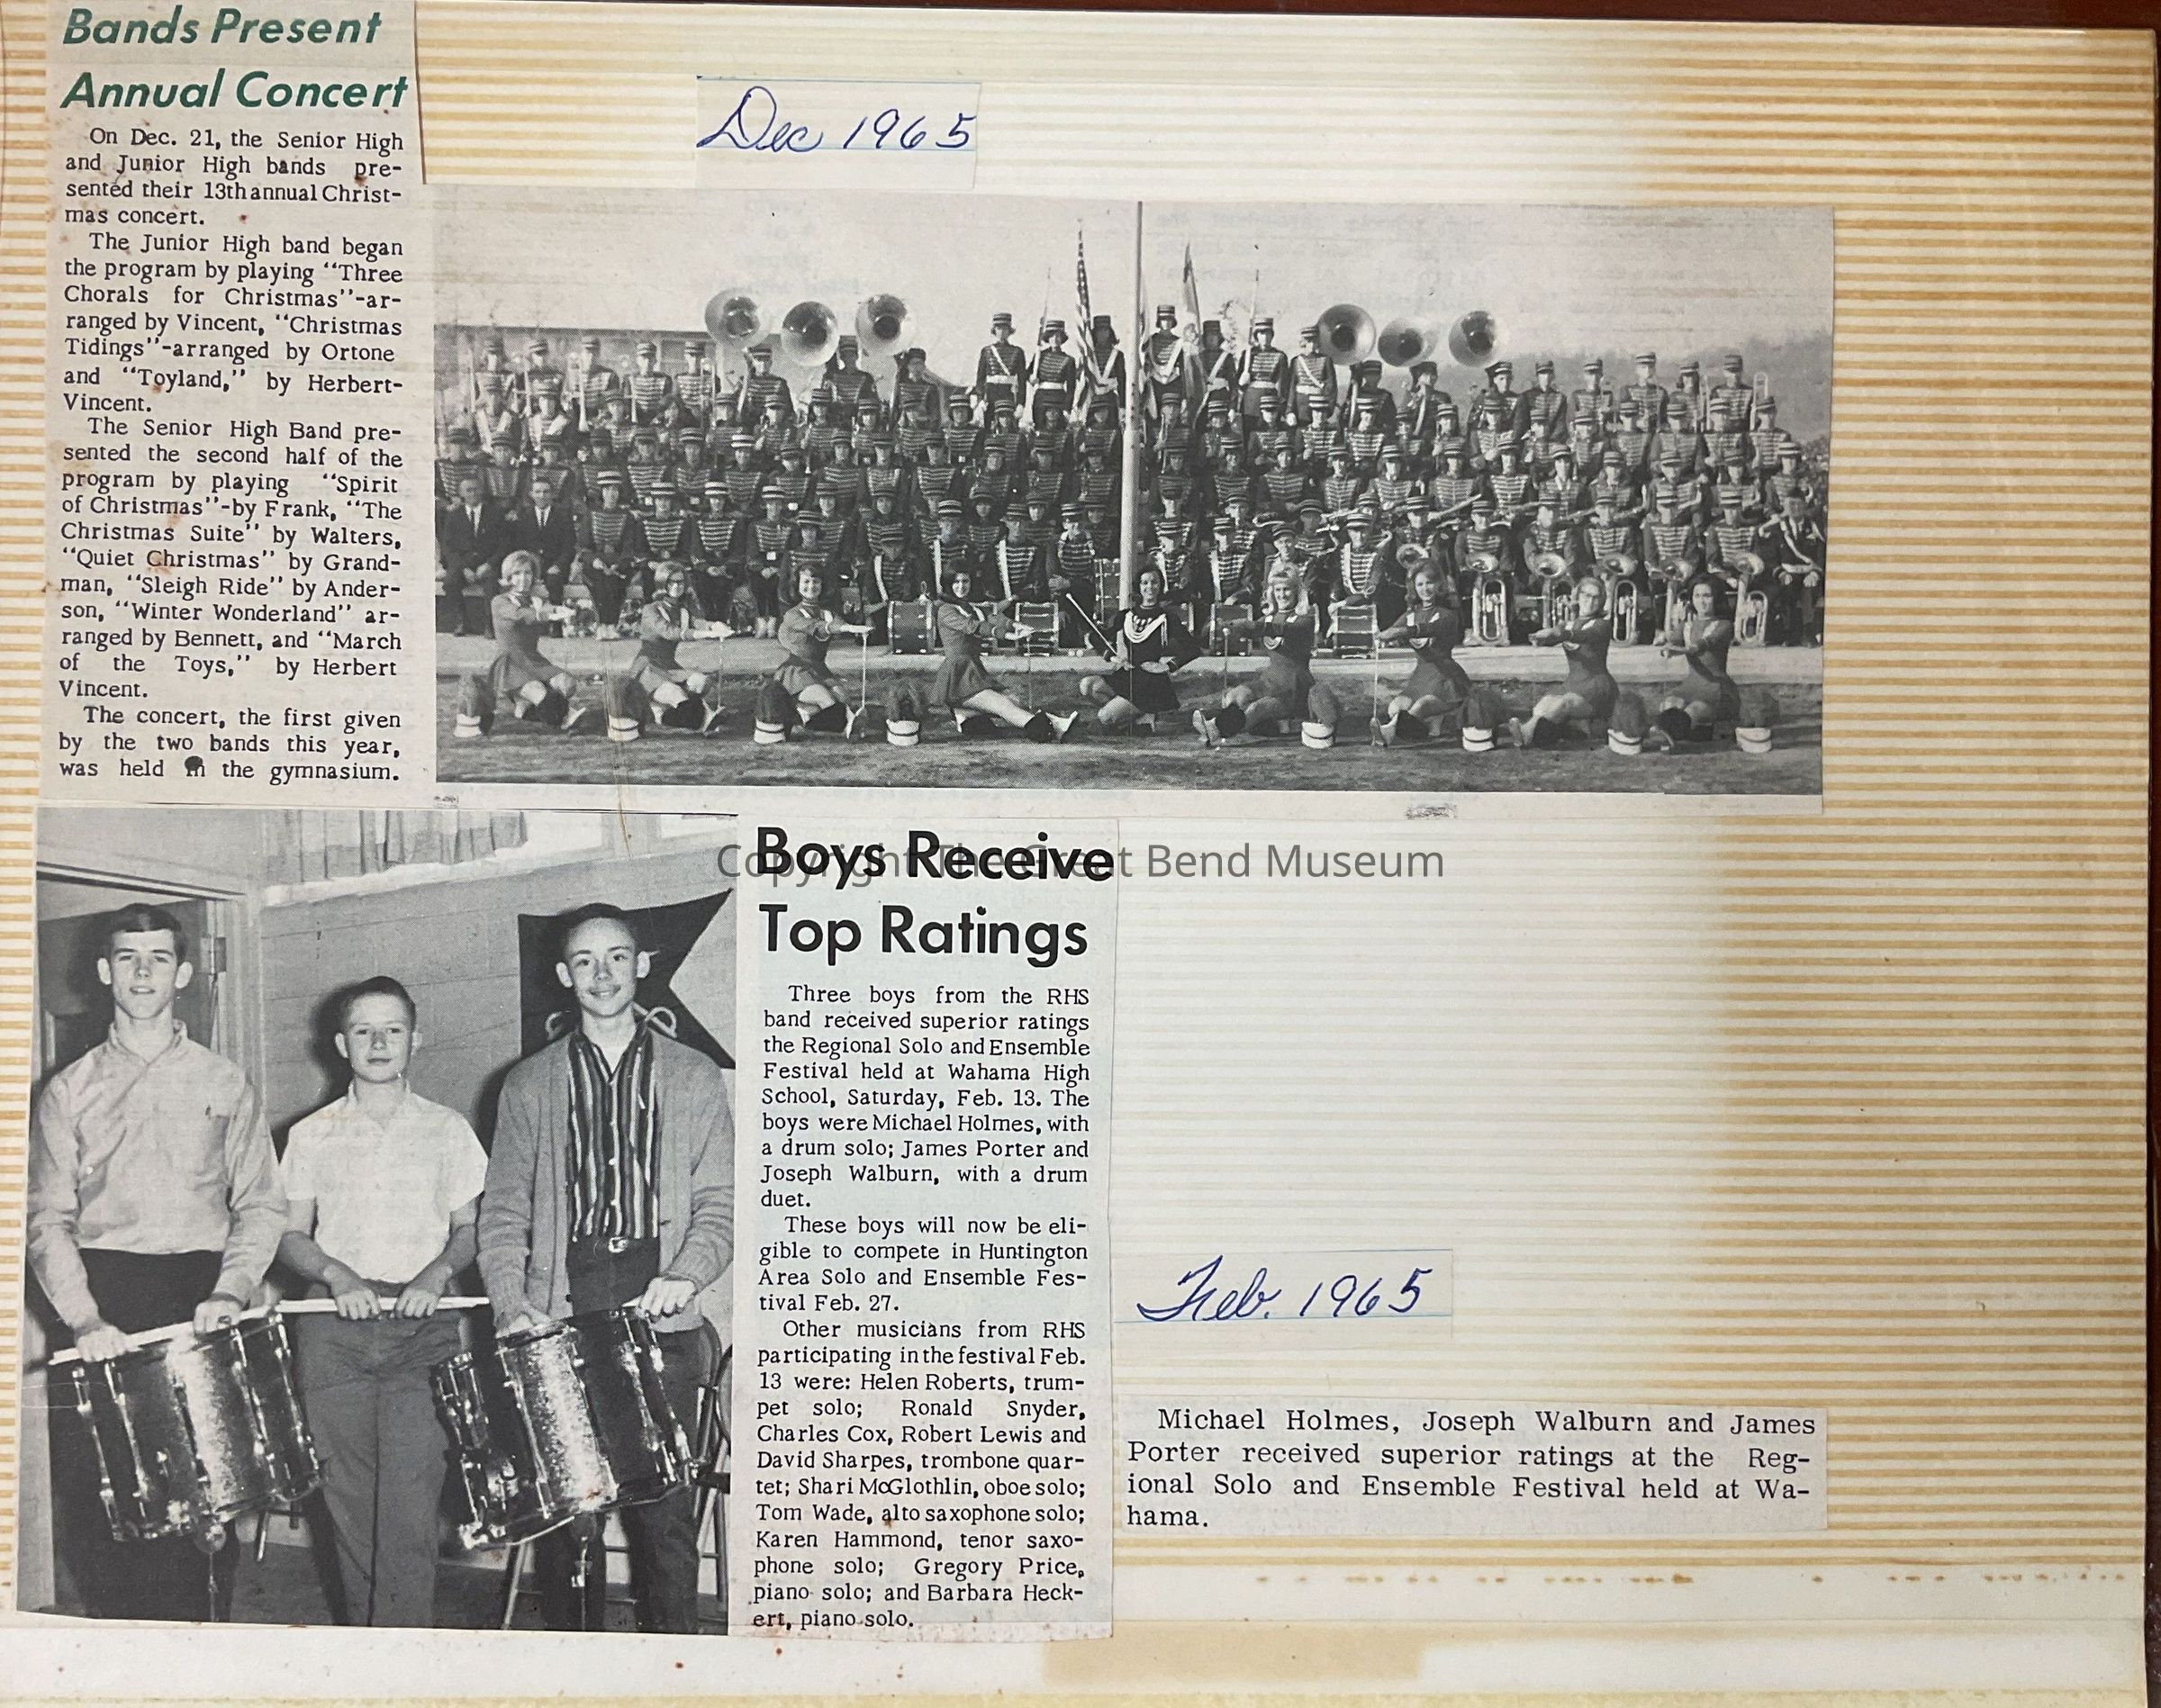 Bands Present
Annual Concert
On Dec. 21, the Senior High
and Junior High bands pre-
sented their 13th annual Christ-
mas concert.
The Junior High band began
the program by playing "Three
Chorals for Christmas"-ar-
ranged by Vincent, "Christmas
Tidings"-arranged by Ortone
and "Toyland," by Herbert-
Vincent.
The Senior High Band pre-
sented the second half of the
program by playing "Spirit
of Christmas"-by Frank, "The
Christmas Suite" by Walters,
"Quiet Christmas" by Grand-
man, "Sleigh Ride" by Ander-
son, "Winter Wonderland" ar-
ranged by Bennett, and "March
of the Toys," by Herbert
Vincent.
The concert, the first given
by the two bands this year,
was held in the gymnasium.
Dec 1965
Copyright The Great Bend Museum
Boys Receive
Top Ratings
Three boys from the RHS
band received superior ratings
the Regional Solo and Ensemble
Festival held at Wahama High
School, Saturday, Feb. 13. The
boys were Michael Holmes, with
a drum solo; James Porter and
Joseph Walburn, with a drum
duet.
These boys will now be eli-
gible to compete in Huntington
Area Solo and Ensemble Fes-
tival Feb. 27.
Other musicians from RHS
participating in the festival Feb.
13 were: Helen Roberts, trum-
pet solo; Ronald Snyder,
Charles Cox, Robert Lewis and
David Sharpes, trombone quar-
tet; Shari McGlothlin, oboe solo;
Tom Wade, alto saxophone solo;
Karen Hammond, tenor saxo-
phone solo; Gregory Price,
piano solo; and Barbara Heck-
ert, piano solo.
Feb. 1965
Michael Holmes, Joseph Walburn and James
Porter received superior ratings at the Reg-
ional Solo and Ensemble Festival held at Wa-
hama.